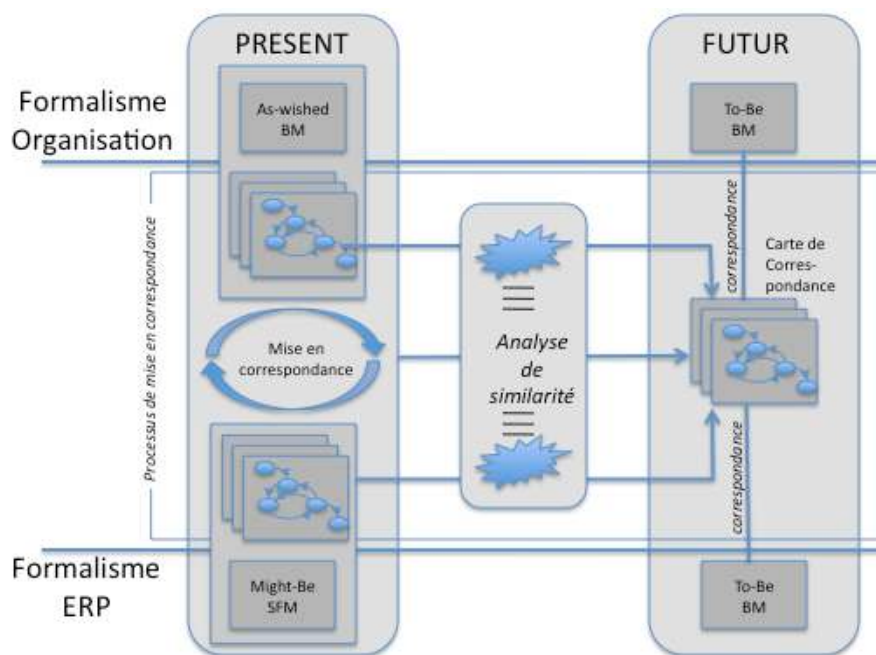 PRESENT
FUTUR
Formalisme
Organisation
As-wished
BM
To-Be
BM
Processus de mise en correspondance
correspondance
Carte de
Corres-
pondance
Mise en
correspondance
Analyse
de
similarité
correspondance
Formalisme
ERP
Might-Be
SFM
To-Be
BM